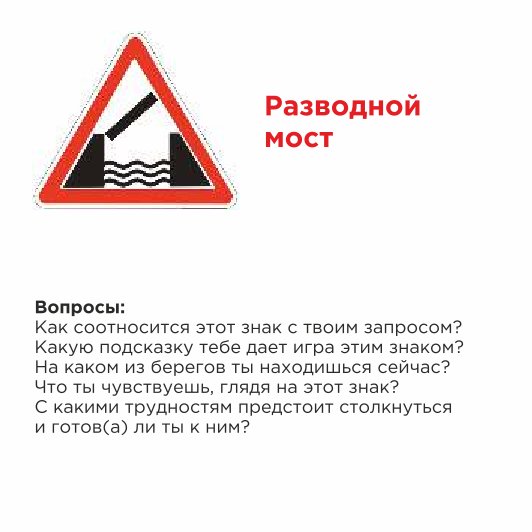 Разводной
мост
Вопросы:
Как соотносится этот знак с твоим запросом?
Какую подсказку тебе дает игра этим знаком?
На каком из берегов ты находишься сейчас?
Что ты чувствуешь, глядя на этот знак?
С какими трудностям предстоит столкнуться
и готов(а) ли ты к ним?